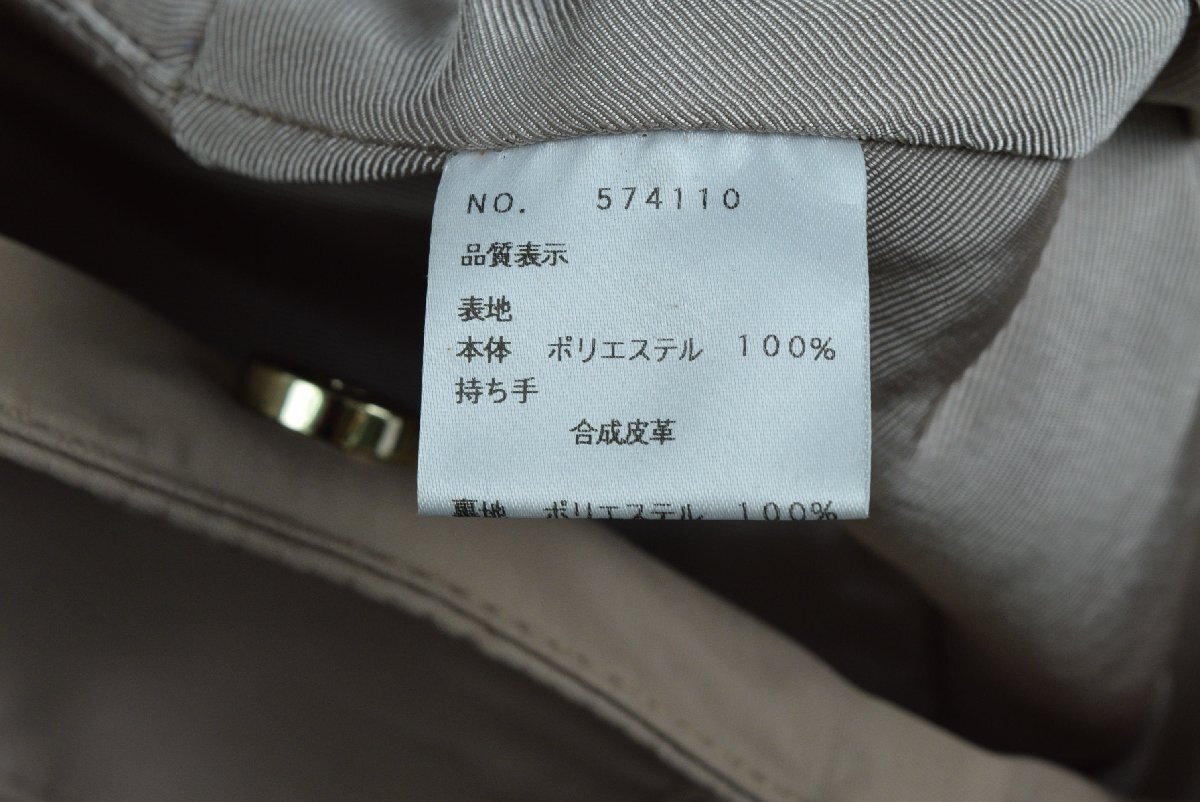 NO. 574110
品質表示
表地
本体 ポリエステル 100%
持ち手
合成皮革
裏地 ポリエステル 100%